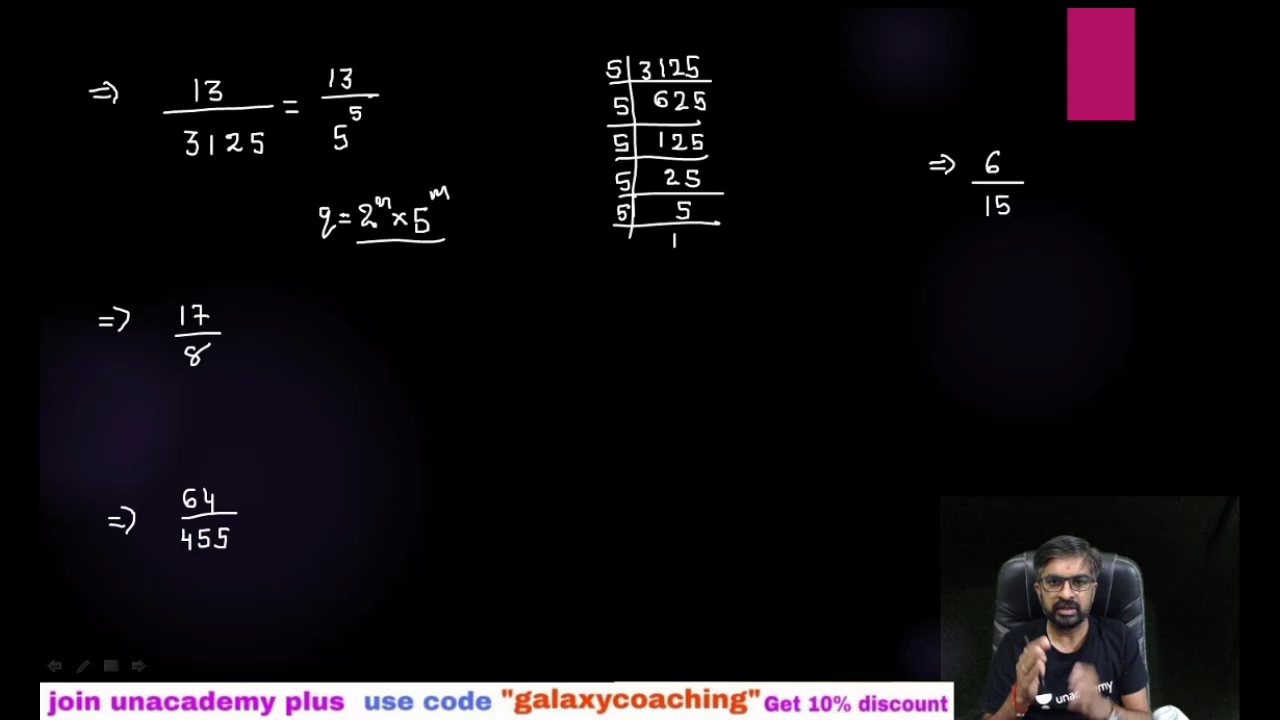 ⇒ 13/3125 = 13/5^5
q = 2^n × 5^m
5 | 3125
5 | 625
5 | 125
5 | 25
5 | 5
1
⇒ 6/15
⇒ 17/8
⇒ 64/455
unacademy
join unacademy plus use code "galaxycoaching" Get 10% discount